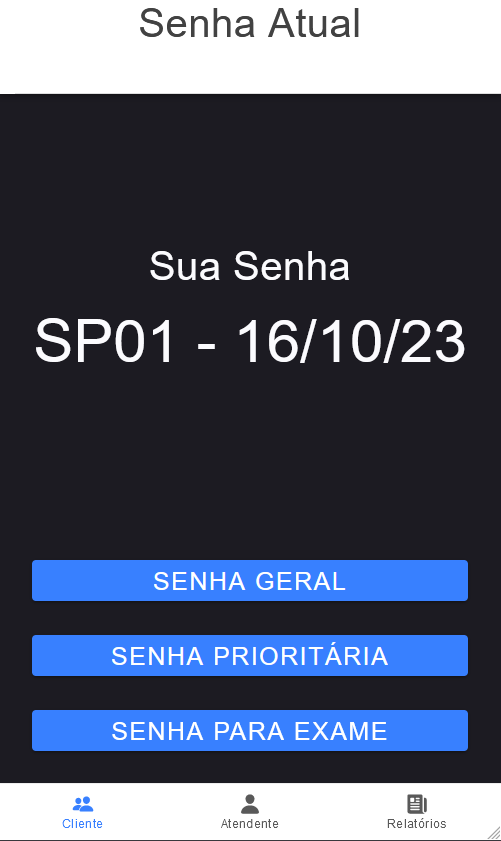 Senha Atual
Sua Senha
SP01 - 16/10/23
SENHA GERAL
SENHA PRIORITÁRIA
SENHA PARA EXAME
Cliente
Atendente
Relatórios